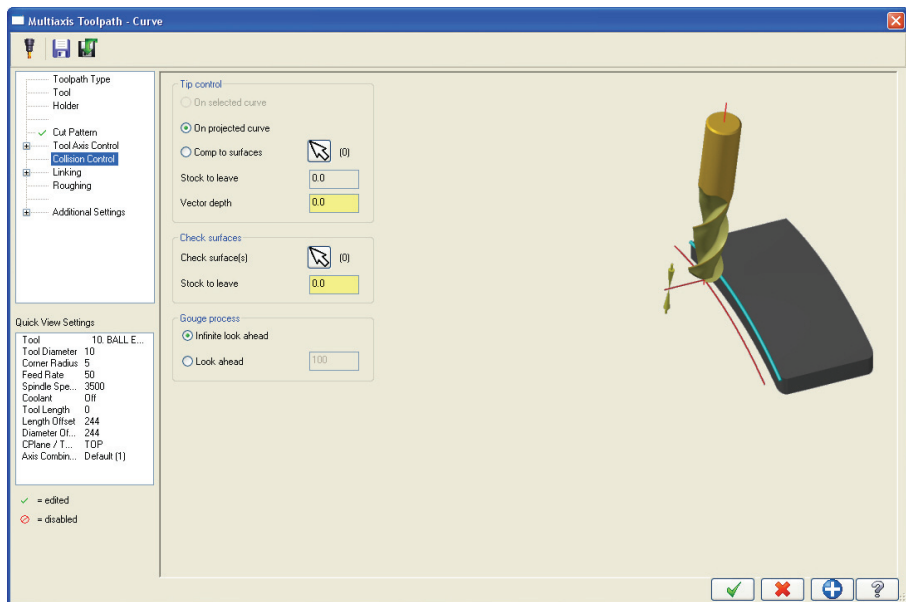 Multiaxis Toolpath - Curve
Toolpath Type
Tool
Holder
Cut Pattern
Tool Axis Control
Collision Control
Linking
Roughing
Additional Settings
Quick View Settings
Tool 10. BALL E...
Tool Diameter 10
Corner Radius 5
Feed Rate 50
Spindle Spe... 3500
Coolant Off
Tool Length 0
Length Offset 244
Diameter Of... 244
CPlane / T... TOP
Axis Combin... Default (1)
= edited
= disabled
Tip control
On selected curve
On projected curve
Comp to surfaces (0)
Stock to leave 0.0
Vector depth 0.0
Check surfaces
Check surface(s) (0)
Stock to leave 0.0
Gouge process
Infinite look ahead
Look ahead 100